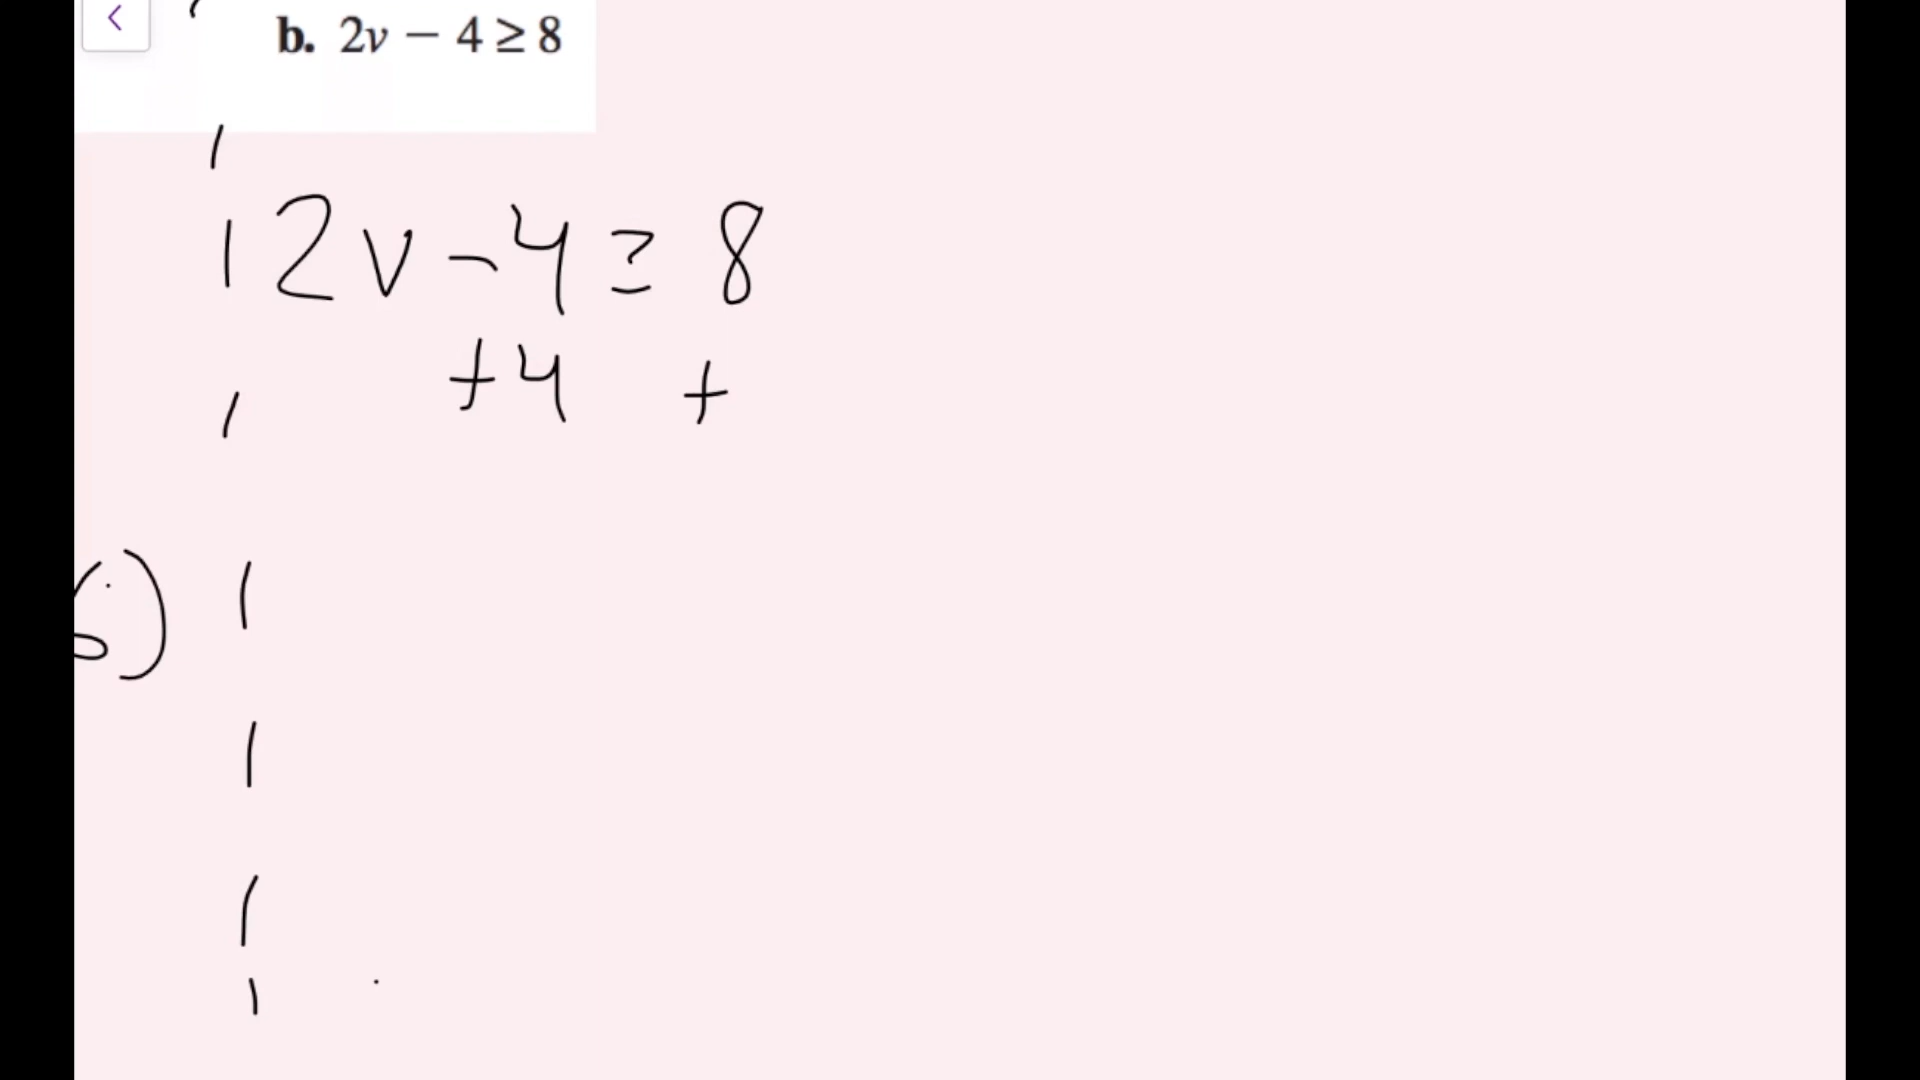 b. 2v − 4 ≥ 8
2v - 4 ≥ 8
+4 +